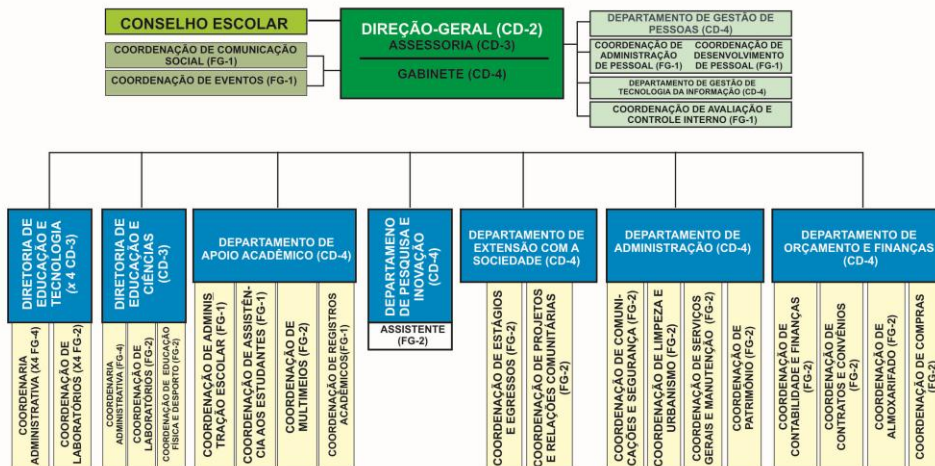 CONSELHO ESCOLAR
COORDENAÇÃO DE COMUNICAÇÃO
SOCIAL (FG-1)
COORDENAÇÃO DE EVENTOS (FG-1)
DIREÇÃO-GERAL (CD-2)
ASSESSORIA (CD-3)
GABINETE (CD-4)
DEPARTAMENTO DE GESTÃO DE
PESSOAS (CD-4)
COORDENAÇÃO DE
ADMINISTRAÇÃO
DE PESSOAL (FG-1)
COORDENAÇÃO DE
DESENVOLVIMENTO
DE PESSOAL (FG-1)
DEPARTAMENTO DE GESTÃO DE
TECNOLOGIA DA INFORMAÇÃO (CD-4)
COORDENAÇÃO DE AVALIAÇÃO E
CONTROLE INTERNO (FG-1)
DIRETORIA DE
EDUCAÇÃO E
TECNOLOGIA
(x 4 CD-3)
COORDENARIA
ADMINISTRATIVA (X4 FG-4)
COORDENAÇÃO DE
LABORATÓRIOS (X4 FG-2)
DIRETORIA DE
EDUCAÇÃO E
CIÊNCIAS
(CD-3)
COORDENARIA
ADMINISTRATIVA (FG-4)
COORDENAÇÃO DE
LABORATÓRIOS (FG-2)
COORDENAÇÃO DE EDUCAÇÃO
FÍSICA E DESPORTO (FG-2)
DEPARTAMENTO DE
APOIO ACADÊMICO (CD-4)
COORDENAÇÃO DE ADMINIS
TRAÇÃO ESCOLAR (FG-1)
COORDENAÇÃO DE ASSISTÊN-
CIA AOS ESTUDANTES (FG-1)
COORDENAÇÃO DE
MULTIMEIOS (FG-2)
COORDENAÇÃO DE REGISTROS
ACADÊMICOS(FG-1)
DEPARTAMENO
DE PESQUISA E
INOVAÇÃO
(CD-4)
ASSISTENTE
(FG-2)
DEPARTAMENTO DE
EXTENSÃO COM A
SOCIEDADE (CD-4)
COORDENAÇÃO DE ESTÁGIOS
E EGRESSOS (FG-2)
COORDENAÇÃO DE PROJETOS
E RELAÇÕES COMUNITÁRIAS
(FG-2)
DEPARTAMENTO DE
ADMINISTRAÇÃO (CD-4)
COORDENAÇÃO DE COMUNI-
CAÇÕES E SEGURANÇA (FG-2)
COORDENAÇÃO DE LIMPEZA E
URBANISMO (FG-2)
COORDENAÇÃO DE SERVIÇOS
GERAIS E MANUTENÇÃO (FG-2)
COORDENAÇÃO DE
PATRIMÔNIO (FG-2)
DEPARTAMENTO DE
ORÇAMENTO E FINANÇAS
(CD-4)
COORDENAÇÃO DE
CONTABILIDADE E FINANÇAS
(FG-2)
COORDENAÇÃO DE
CONTRATOS E CONVÊNIOS
(FG-2)
COORDENAÇÃO DE
ALMOXARIFADO (FG-2)
COORDENAÇÃO DE COMPRAS
(FG-2)